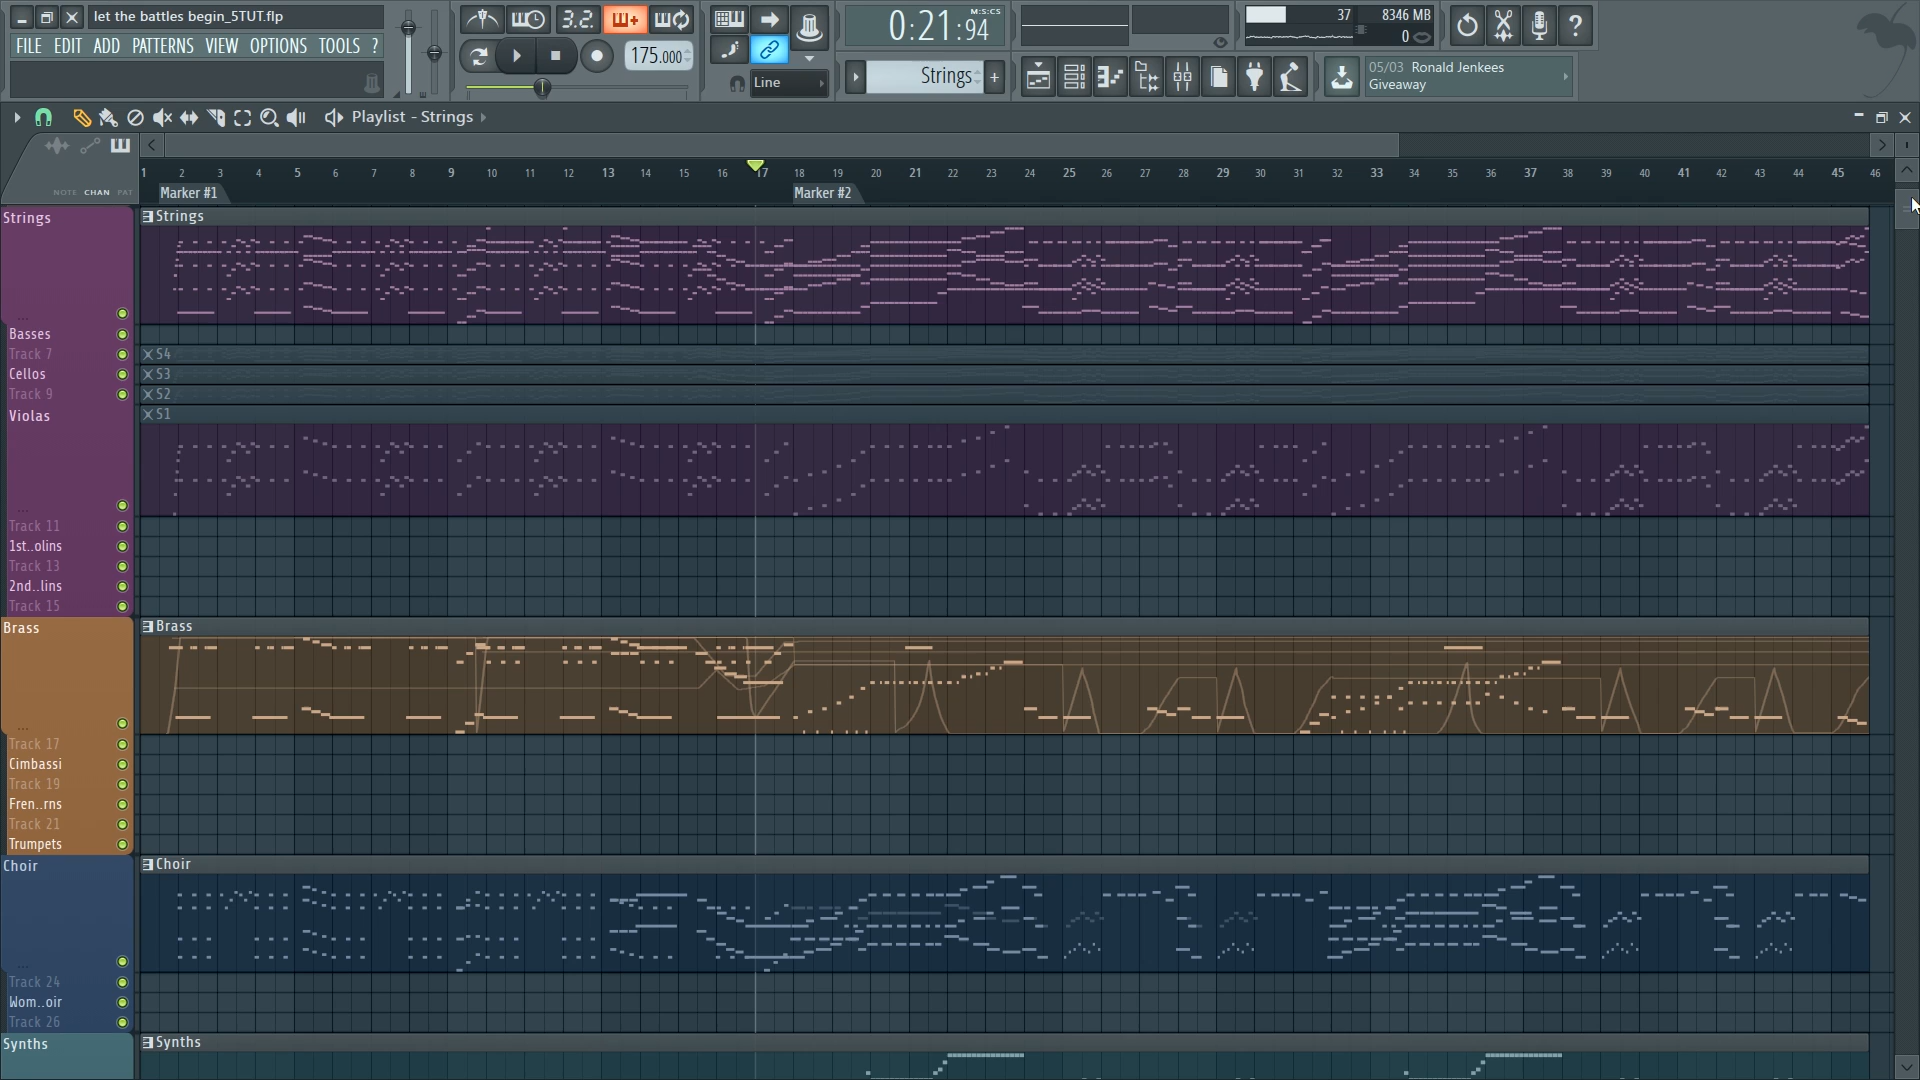 let the battles begin_5TUT.flp
FILE EDIT ADD PATTERNS VIEW OPTIONS TOOLS ?
3.2.
175.000
Line
0:21:94
M:S:CS
Strings
37
8346 MB
0
?
05/03 Ronald Jenkees
Giveaway
Playlist - Strings
NOTE CHAN PAT
1 2 3 4 5 6 7 8 9 10 11 12 13 14 15 16 17 18 19 20 21 22 23 24 25 26 27 28 29 30 31 32 33 34 35 36 37 38 39 40 41 42 43 44 45 46
Marker #1
Marker #2
Strings
Strings
Basses
Track 7
S4
Cellos
S3
Track 9
S2
Violas
S1
Track 11
1st..olins
Track 13
2nd..lins
Track 15
Brass
Brass
Track 17
Cimbassi
Track 19
Fren..rns
Track 21
Trumpets
Choir
Choir
Track 24
Wom..oir
Track 26
Synths
Synths